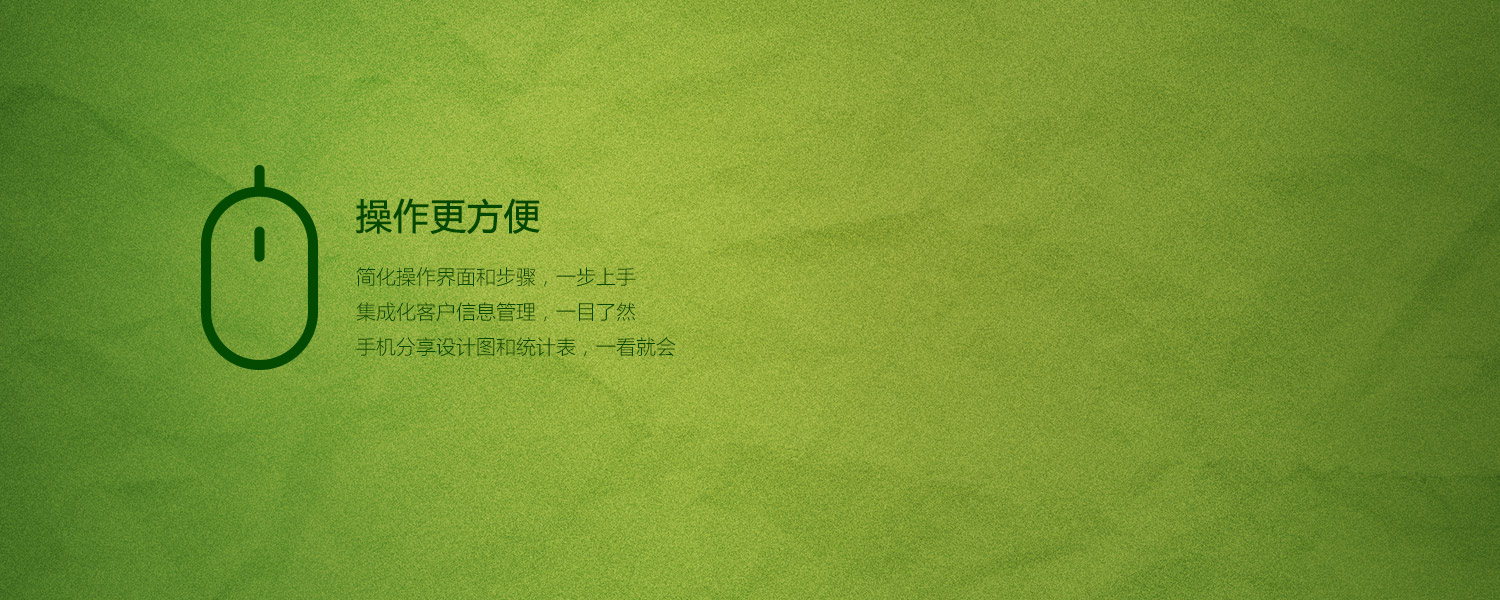 操作更方便
简化操作界面和步骤，一步上手
集成化客户信息管理，一目了然
手机分享设计图和统计表，一看就会